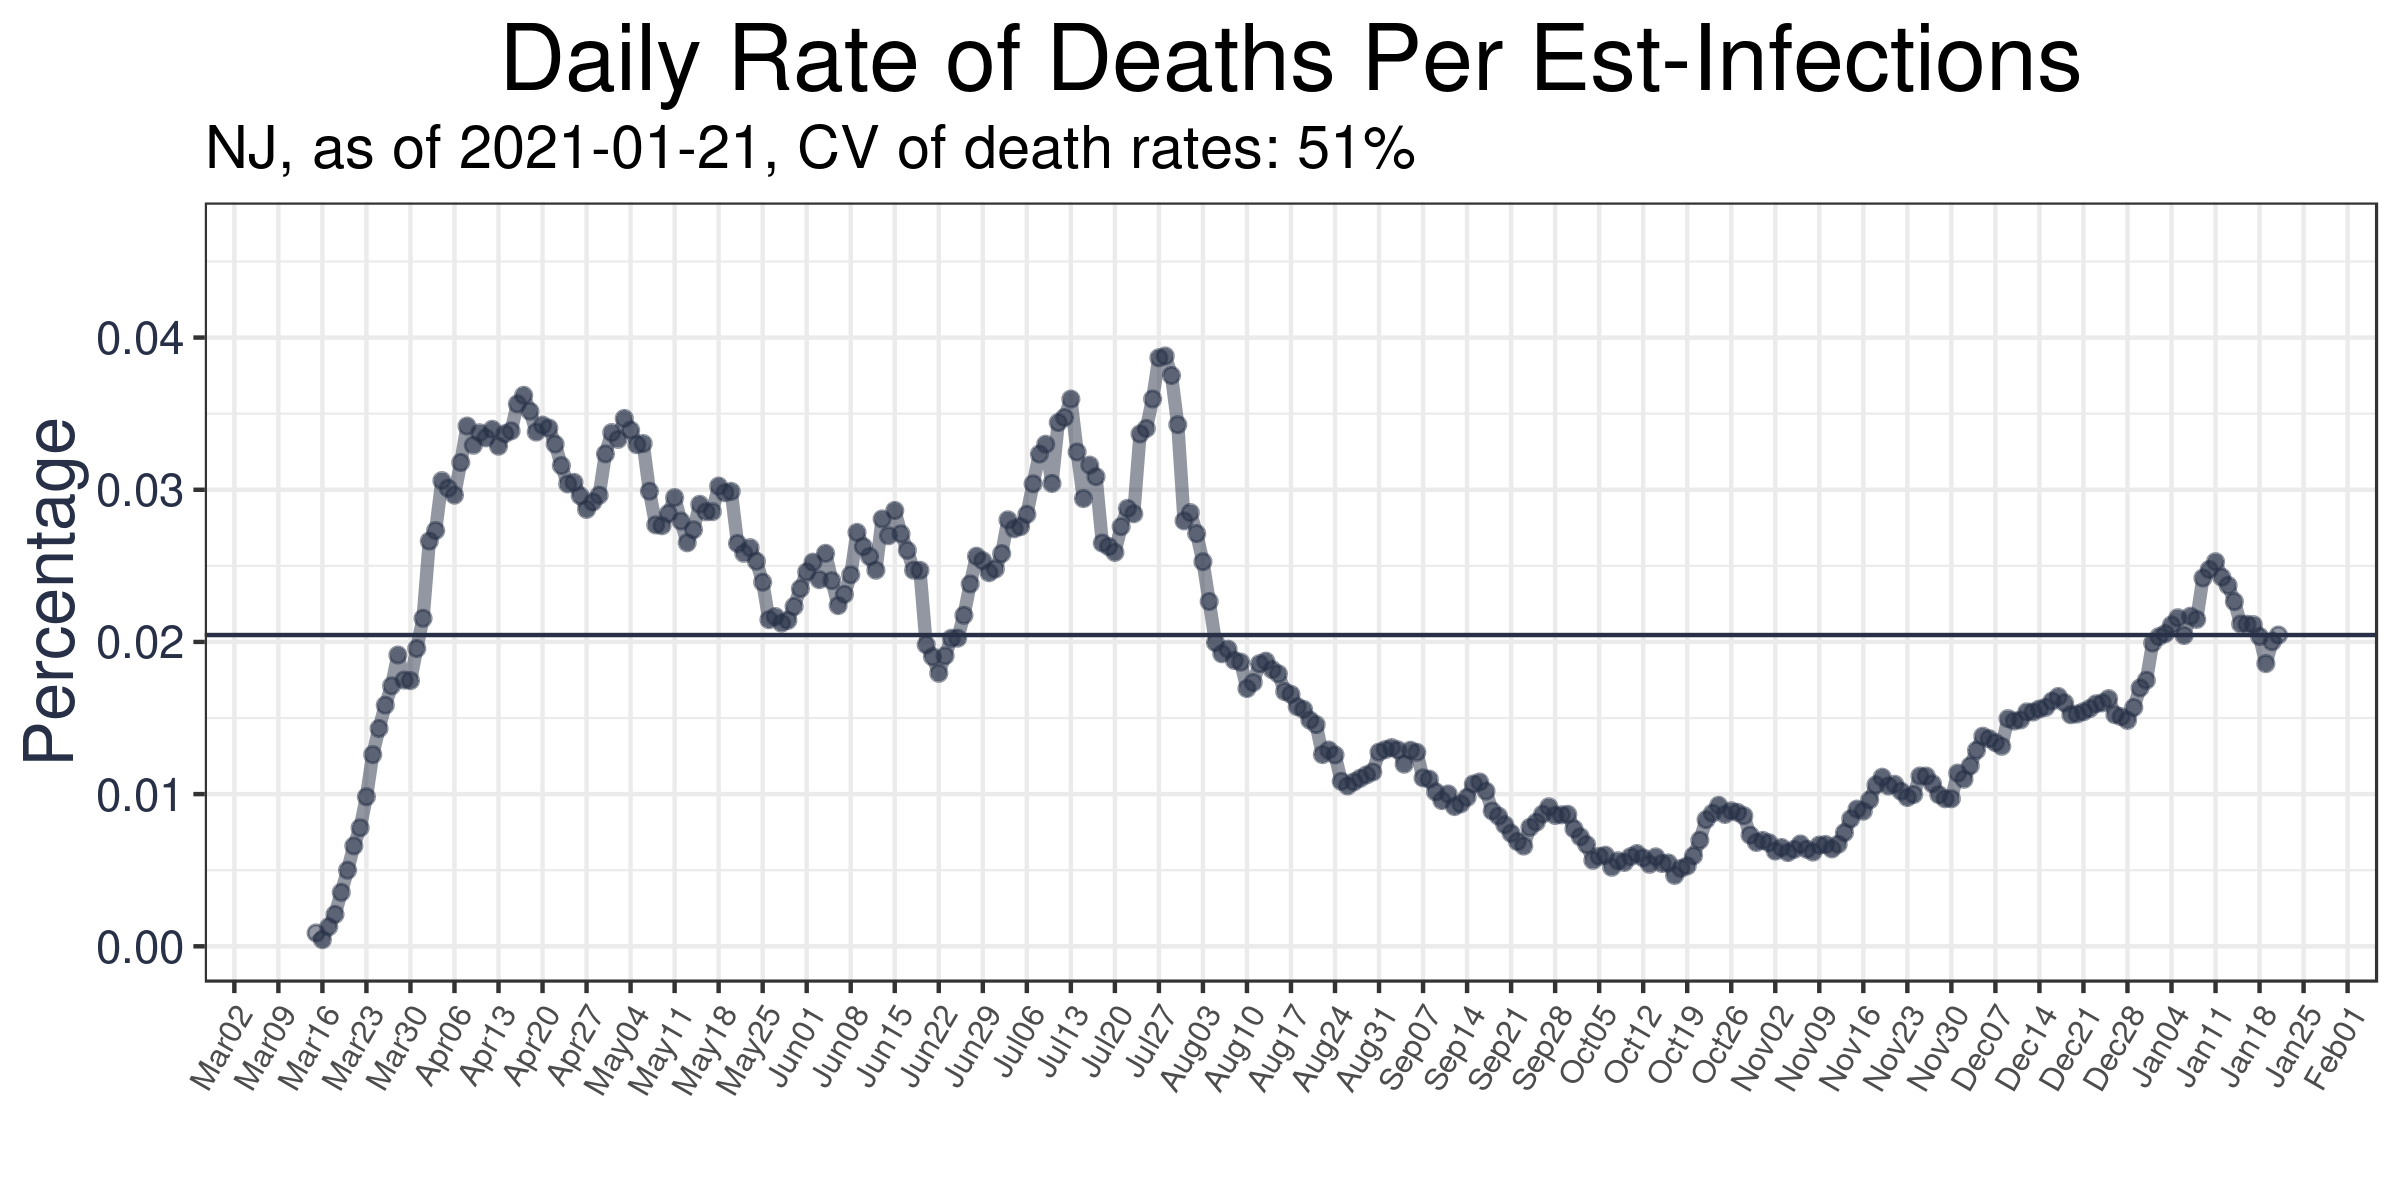 Daily Rate of Deaths Per Est-Infections
NJ, as of 2021-01-21, CV of death rates: 51%
Percentage
0.04
0.03
0.02
0.01
0.00
Mar02
Mar09
Mar16
Mar23
Mar30
Apr06
Apr13
Apr20
Apr27
May04
May11
May18
May25
Jun01
Jun08
Jun15
Jun22
Jun29
Jul06
Jul13
Jul20
Jul27
Aug03
Aug10
Aug17
Aug24
Aug31
Sep07
Sep14
Sep21
Sep28
Oct05
Oct12
Oct19
Oct26
Nov02
Nov09
Nov16
Nov23
Nov30
Dec07
Dec14
Dec21
Dec28
Jan04
Jan11
Jan18
Jan25
Feb01